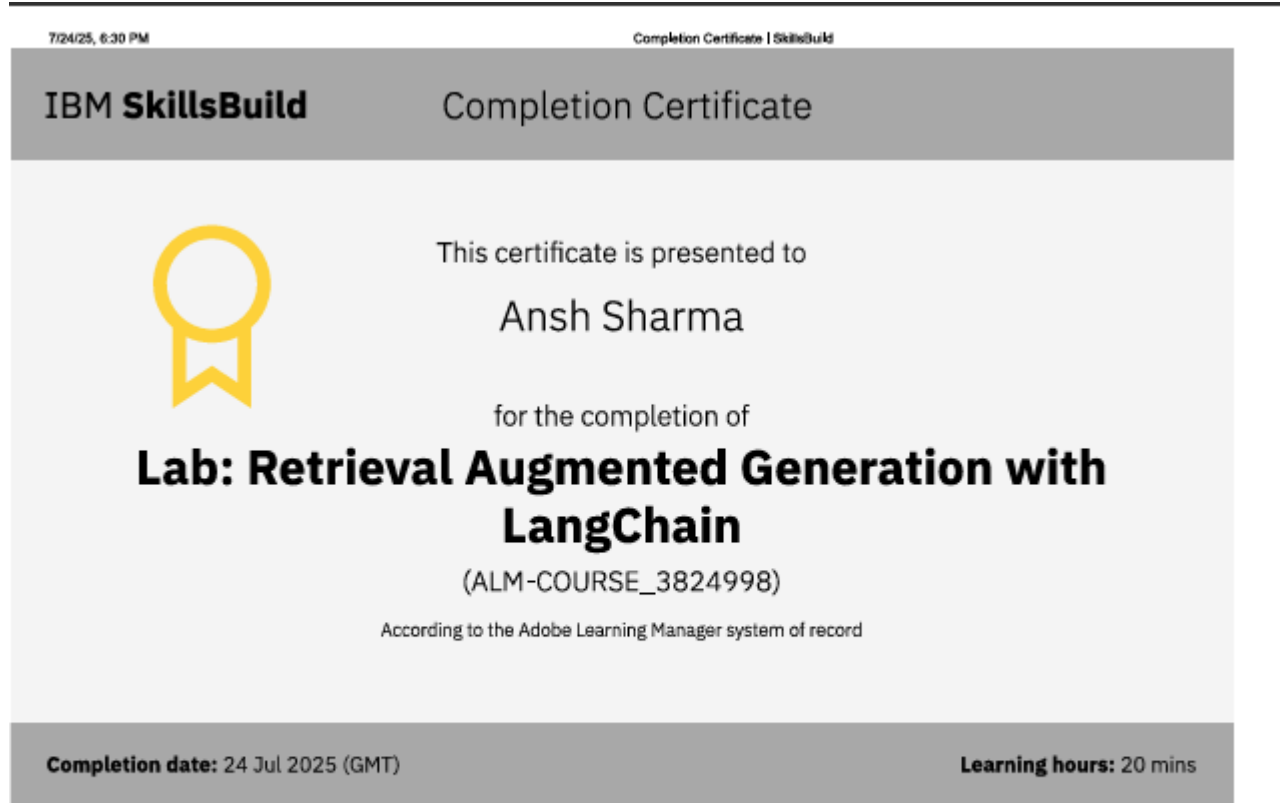 7/24/25, 6:30 PM
Completion Certificate | SkillsBuild
IBM SkillsBuild
Completion Certificate
This certificate is presented to
Ansh Sharma
for the completion of
Lab: Retrieval Augmented Generation with
LangChain
(ALM-COURSE_3824998)
According to the Adobe Learning Manager system of record
Completion date: 24 Jul 2025 (GMT)
Learning hours: 20 mins